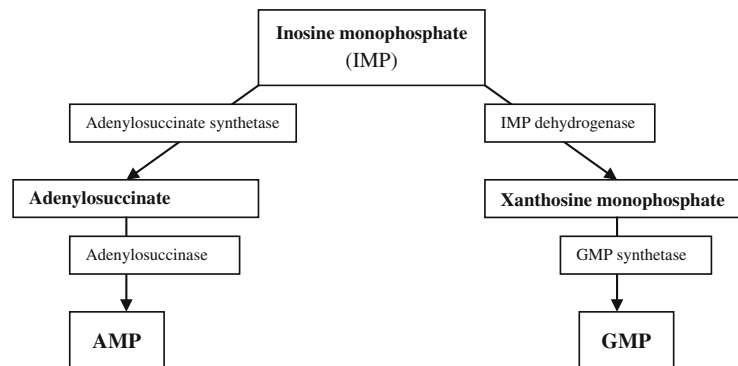 Inosine monophosphate
(IMP)
Adenylosuccinate synthetase
IMP dehydrogenase
Adenylosuccinate
Xanthosine monophosphate
Adenylosuccinase
GMP synthetase
AMP
GMP